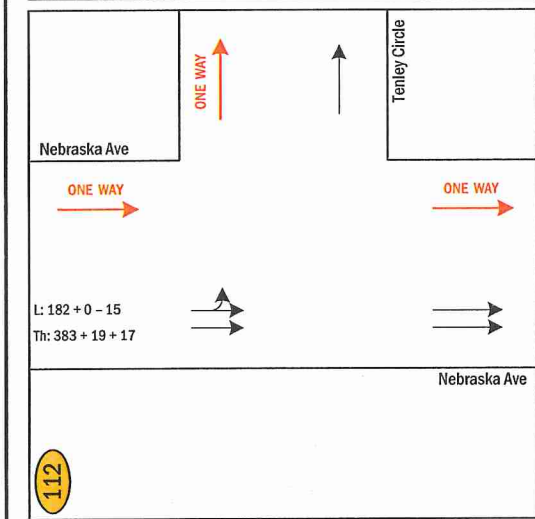 ONE WAY
Tenley Circle
Nebraska Ave
ONE WAY
ONE WAY
L: 182 + 0 – 15
Th: 383 + 19 + 17
Nebraska Ave
112